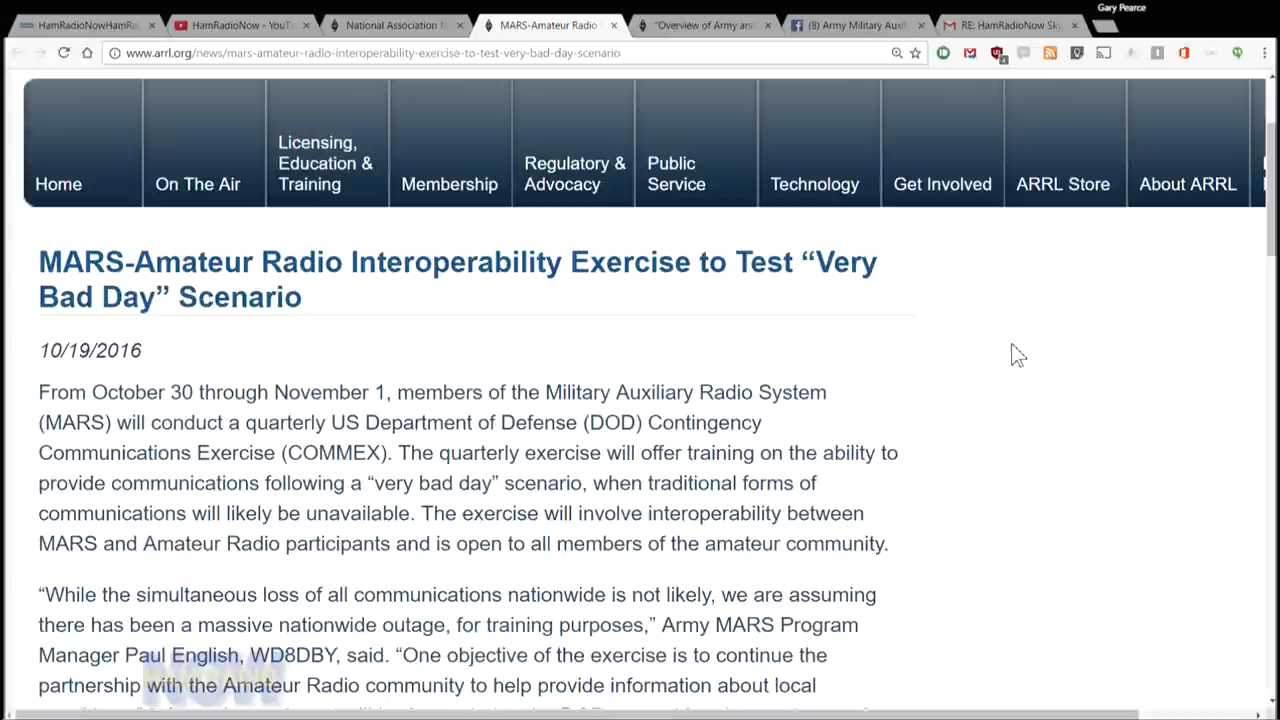 Gary Pearce
HamRadioNowHamRa
HamRadioNow - YouT
National Association
MARS-Amateur Radio
"Overview of Army an
(8) Army Military Auxi
RE: HamRadioNow Sk
www.arrl.org/news/mars-amateur-radio-interoperability-exercise-to-test-very-bad-day-scenario
Home
On The Air
Licensing,
Education &
Training
Membership
Regulatory &
Advocacy
Public
Service
Technology
Get Involved
ARRL Store
About ARRL
MARS-Amateur Radio Interoperability Exercise to Test “Very
Bad Day” Scenario
10/19/2016
From October 30 through November 1, members of the Military Auxiliary Radio System
(MARS) will conduct a quarterly US Department of Defense (DOD) Contingency
Communications Exercise (COMMEX). The quarterly exercise will offer training on the ability to
provide communications following a “very bad day” scenario, when traditional forms of
communications will likely be unavailable. The exercise will involve interoperability between
MARS and Amateur Radio participants and is open to all members of the amateur community.
“While the simultaneous loss of all communications nationwide is not likely, we are assuming
there has been a massive nationwide outage, for training purposes,” Army MARS Program
Manager Paul English, WD8DBY, said. “One objective of the exercise is to continue the
partnership with the Amateur Radio community to help provide information about local
NOW